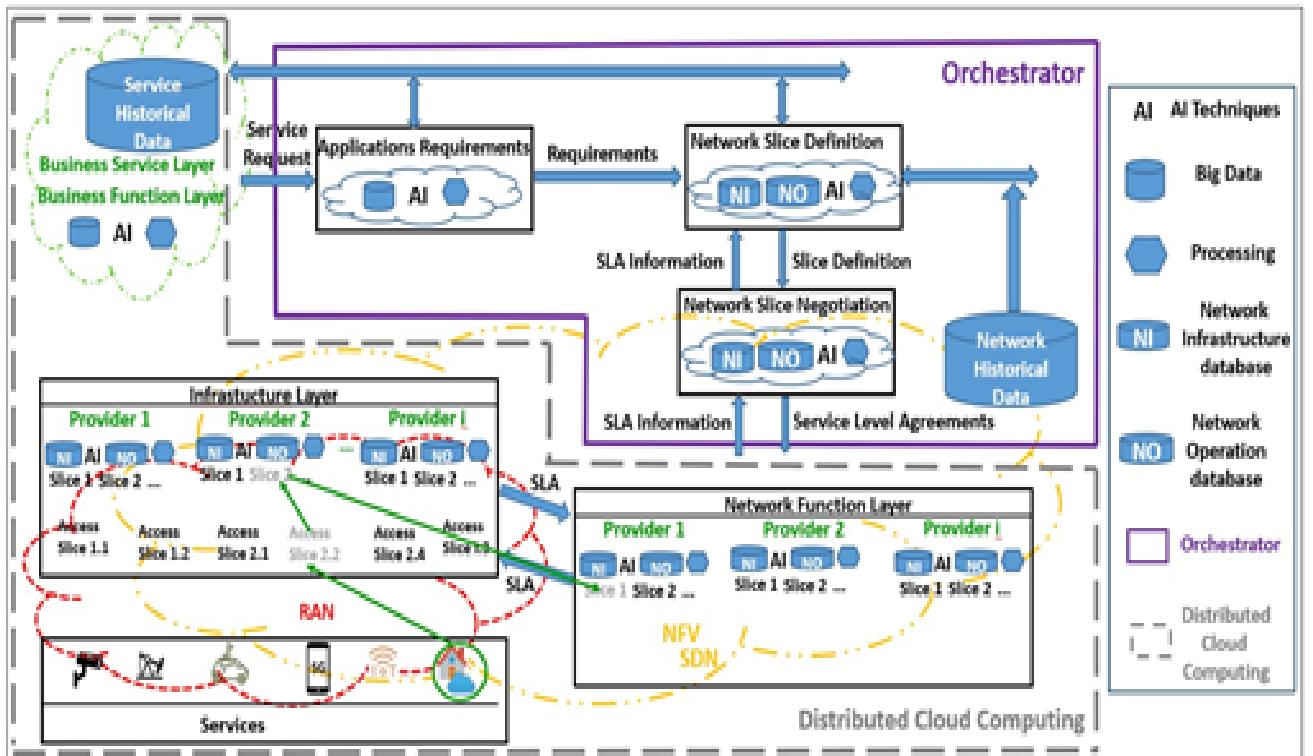 Service
Historical
Data
Business Service Layer
Business Function Layer
AI
Service
Request
Orchestrator
Applications Requirements
AI
Requirements
Network Slice Definition
NI NO AI
SLA Information
Slice Definition
Network Slice Negotiation
NI NO AI
Network
Historical
Data
SLA Information
Service Level Agreements
Infrastucture Layer
Provider 1 Provider 2 Provider i
NI AI NO NI AI NO ... NI AI NO
Slice 1 Slice 2 ... Slice 1 Slice 2 Slice 1 Slice 2 ...
Access
Slice 1.1
Access
Slice 1.2
Access
Slice 2.1
Access
Slice 2.2
Access
Slice 2.4
Access
SLA
SLA
RAN
Services
Network Function Layer
Provider 1 Provider 2 Provider i
NI AI NO NI AI NO NI AI NO
Slice 1 Slice 2 ... Slice 1 Slice 2 ... Slice 1 Slice 2 ...
NFV
SDN
Distributed Cloud Computing
AI AI Techniques
Big Data
Processing
NI
Network
Infrastructure
database
NO
Network
Operation
database
Orchestrator
Distributed
Cloud
Computing